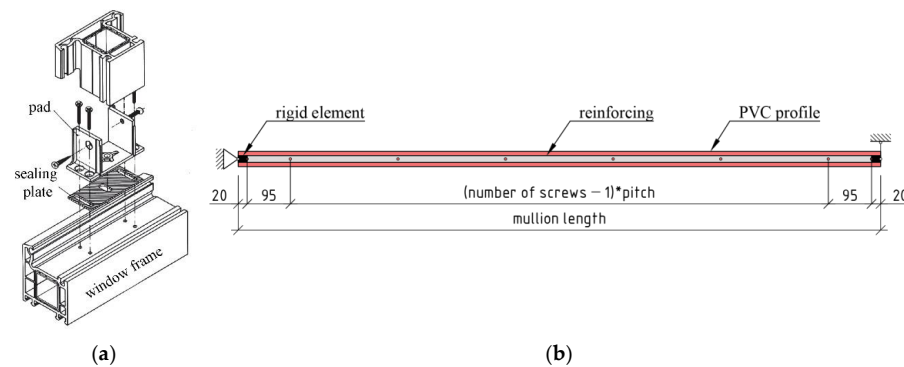 pad
sealing
plate
window frame
(a)
rigid element
reinforcing
PVC profile
20
95
(number of screws – 1)*pitch
95
20
mullion length
(b)